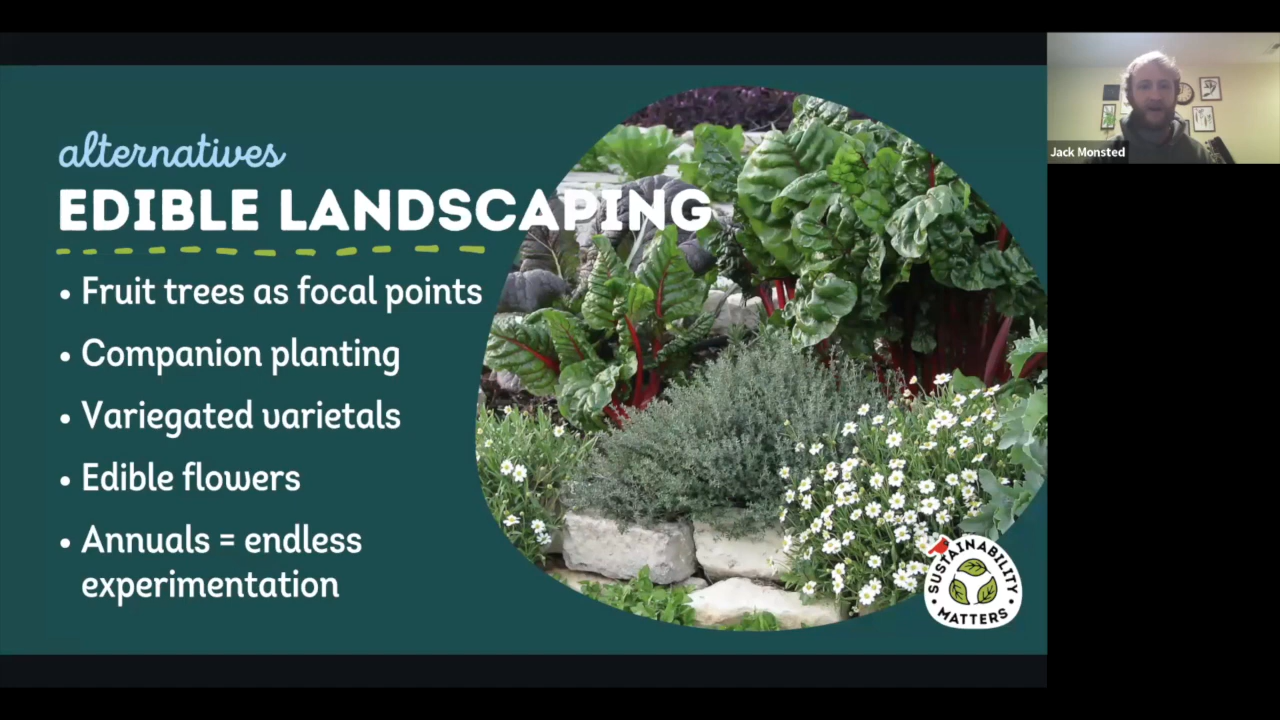 alternatives
EDIBLE LANDSCAPING
• Fruit trees as focal points
• Companion planting
• Variegated varietals
• Edible flowers
• Annuals = endless
experimentation
SUSTAINABILITY
MATTERS
Jack Monsted